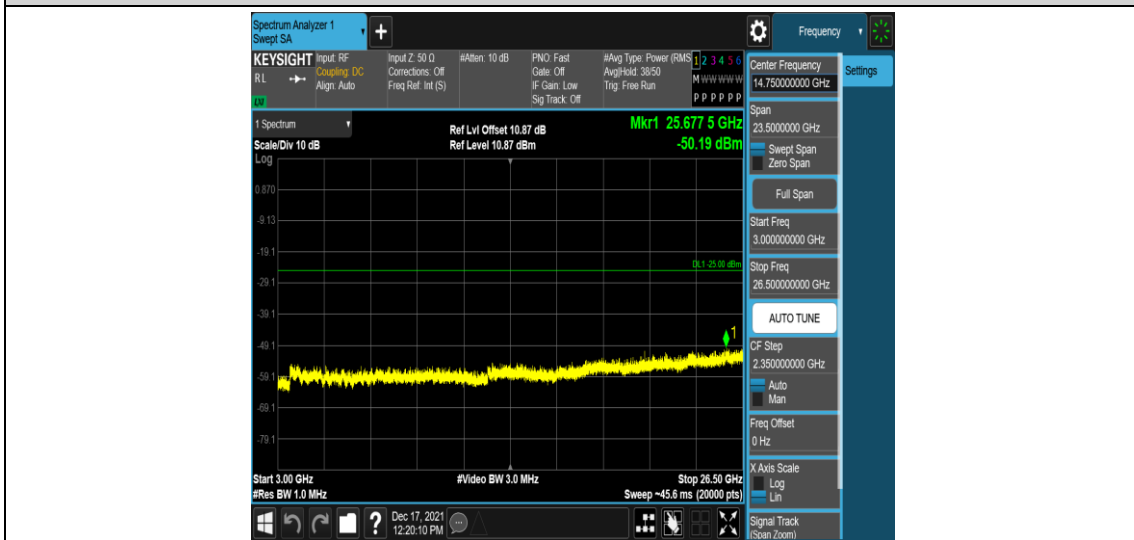 Spectrum Analyzer 1
Swept SA
+
Frequency
KEYSIGHT Input: RF
RL
Coupling: DC
Align: Auto
LXI
Input Z: 50 Ω
Corrections: Off
Freq Ref: Int (S)
#Atten: 10 dB
PNO: Fast
Gate: Off
IF Gain: Low
Sig Track: Off
#Avg Type: Power (RMS
Avg|Hold: 38/50
Trig: Free Run
1 2 3 4 5 6
M W W W W W
P P P P P P
Center Frequency
14.750000000 GHz
Settings
1 Spectrum
Scale/Div 10 dB
Ref Lvl Offset 10.87 dB
Ref Level 10.87 dBm
Mkr1 25.677 5 GHz
-50.19 dBm
Span
23.5000000 GHz
Swept Span
Zero Span
Full Span
Start Freq
3.000000000 GHz
Stop Freq
26.500000000 GHz
AUTO TUNE
CF Step
2.350000000 GHz
Auto
Man
Freq Offset
0 Hz
X Axis Scale
Log
Lin
Signal Track
(Span Zoom)
Log
0.870
-9.13
-19.1
DL1 -25.00 dBm
-29.1
-39.1
1
-49.1
-59.1
-69.1
-79.1
Start 3.00 GHz
#Res BW 1.0 MHz
#Video BW 3.0 MHz
Stop 26.50 GHz
Sweep ~45.6 ms (20000 pts)
?
Dec 17, 2021
12:20:10 PM